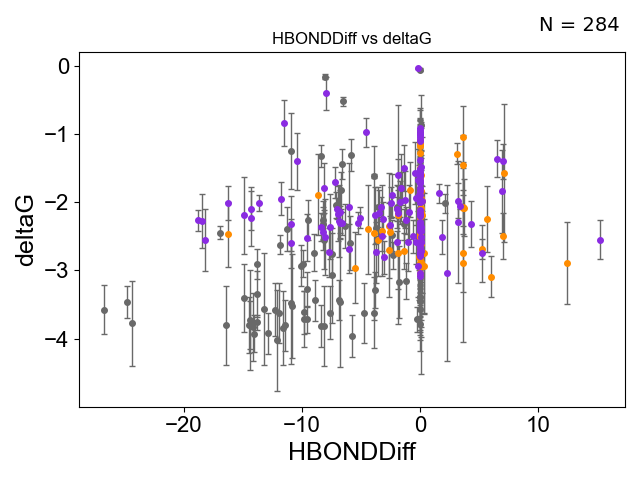 N = 284
HBONDDiff vs deltaG
deltaG
0
−1
−2
−3
−4
−20
−10
0
10
HBONDDiff